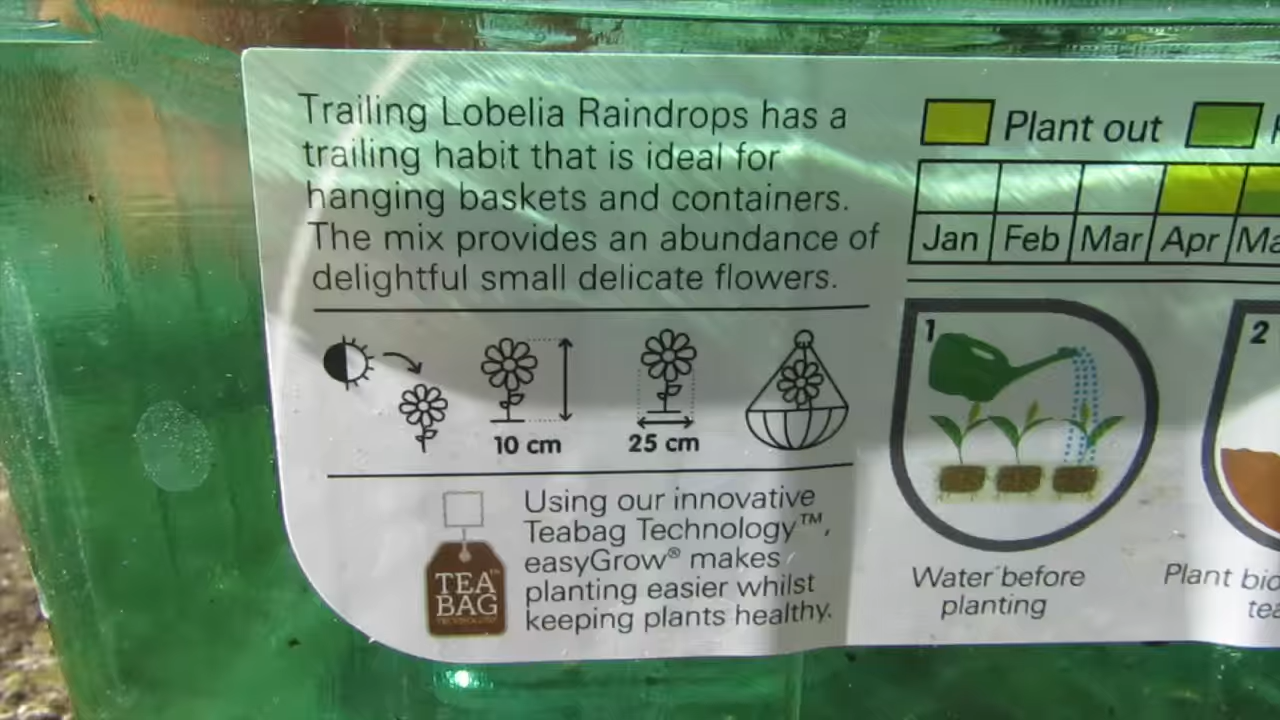 Trailing Lobelia Raindrops has a
trailing habit that is ideal for
hanging baskets and containers.
The mix provides an abundance of
delightful small delicate flowers.
10 cm
25 cm
TEA
BAG
Using our innovative
Teabag Technology™,
easyGrow® makes
planting easier whilst
keeping plants healthy.
Plant out
Jan Feb Mar Apr
1
Water before
planting
2
Plant